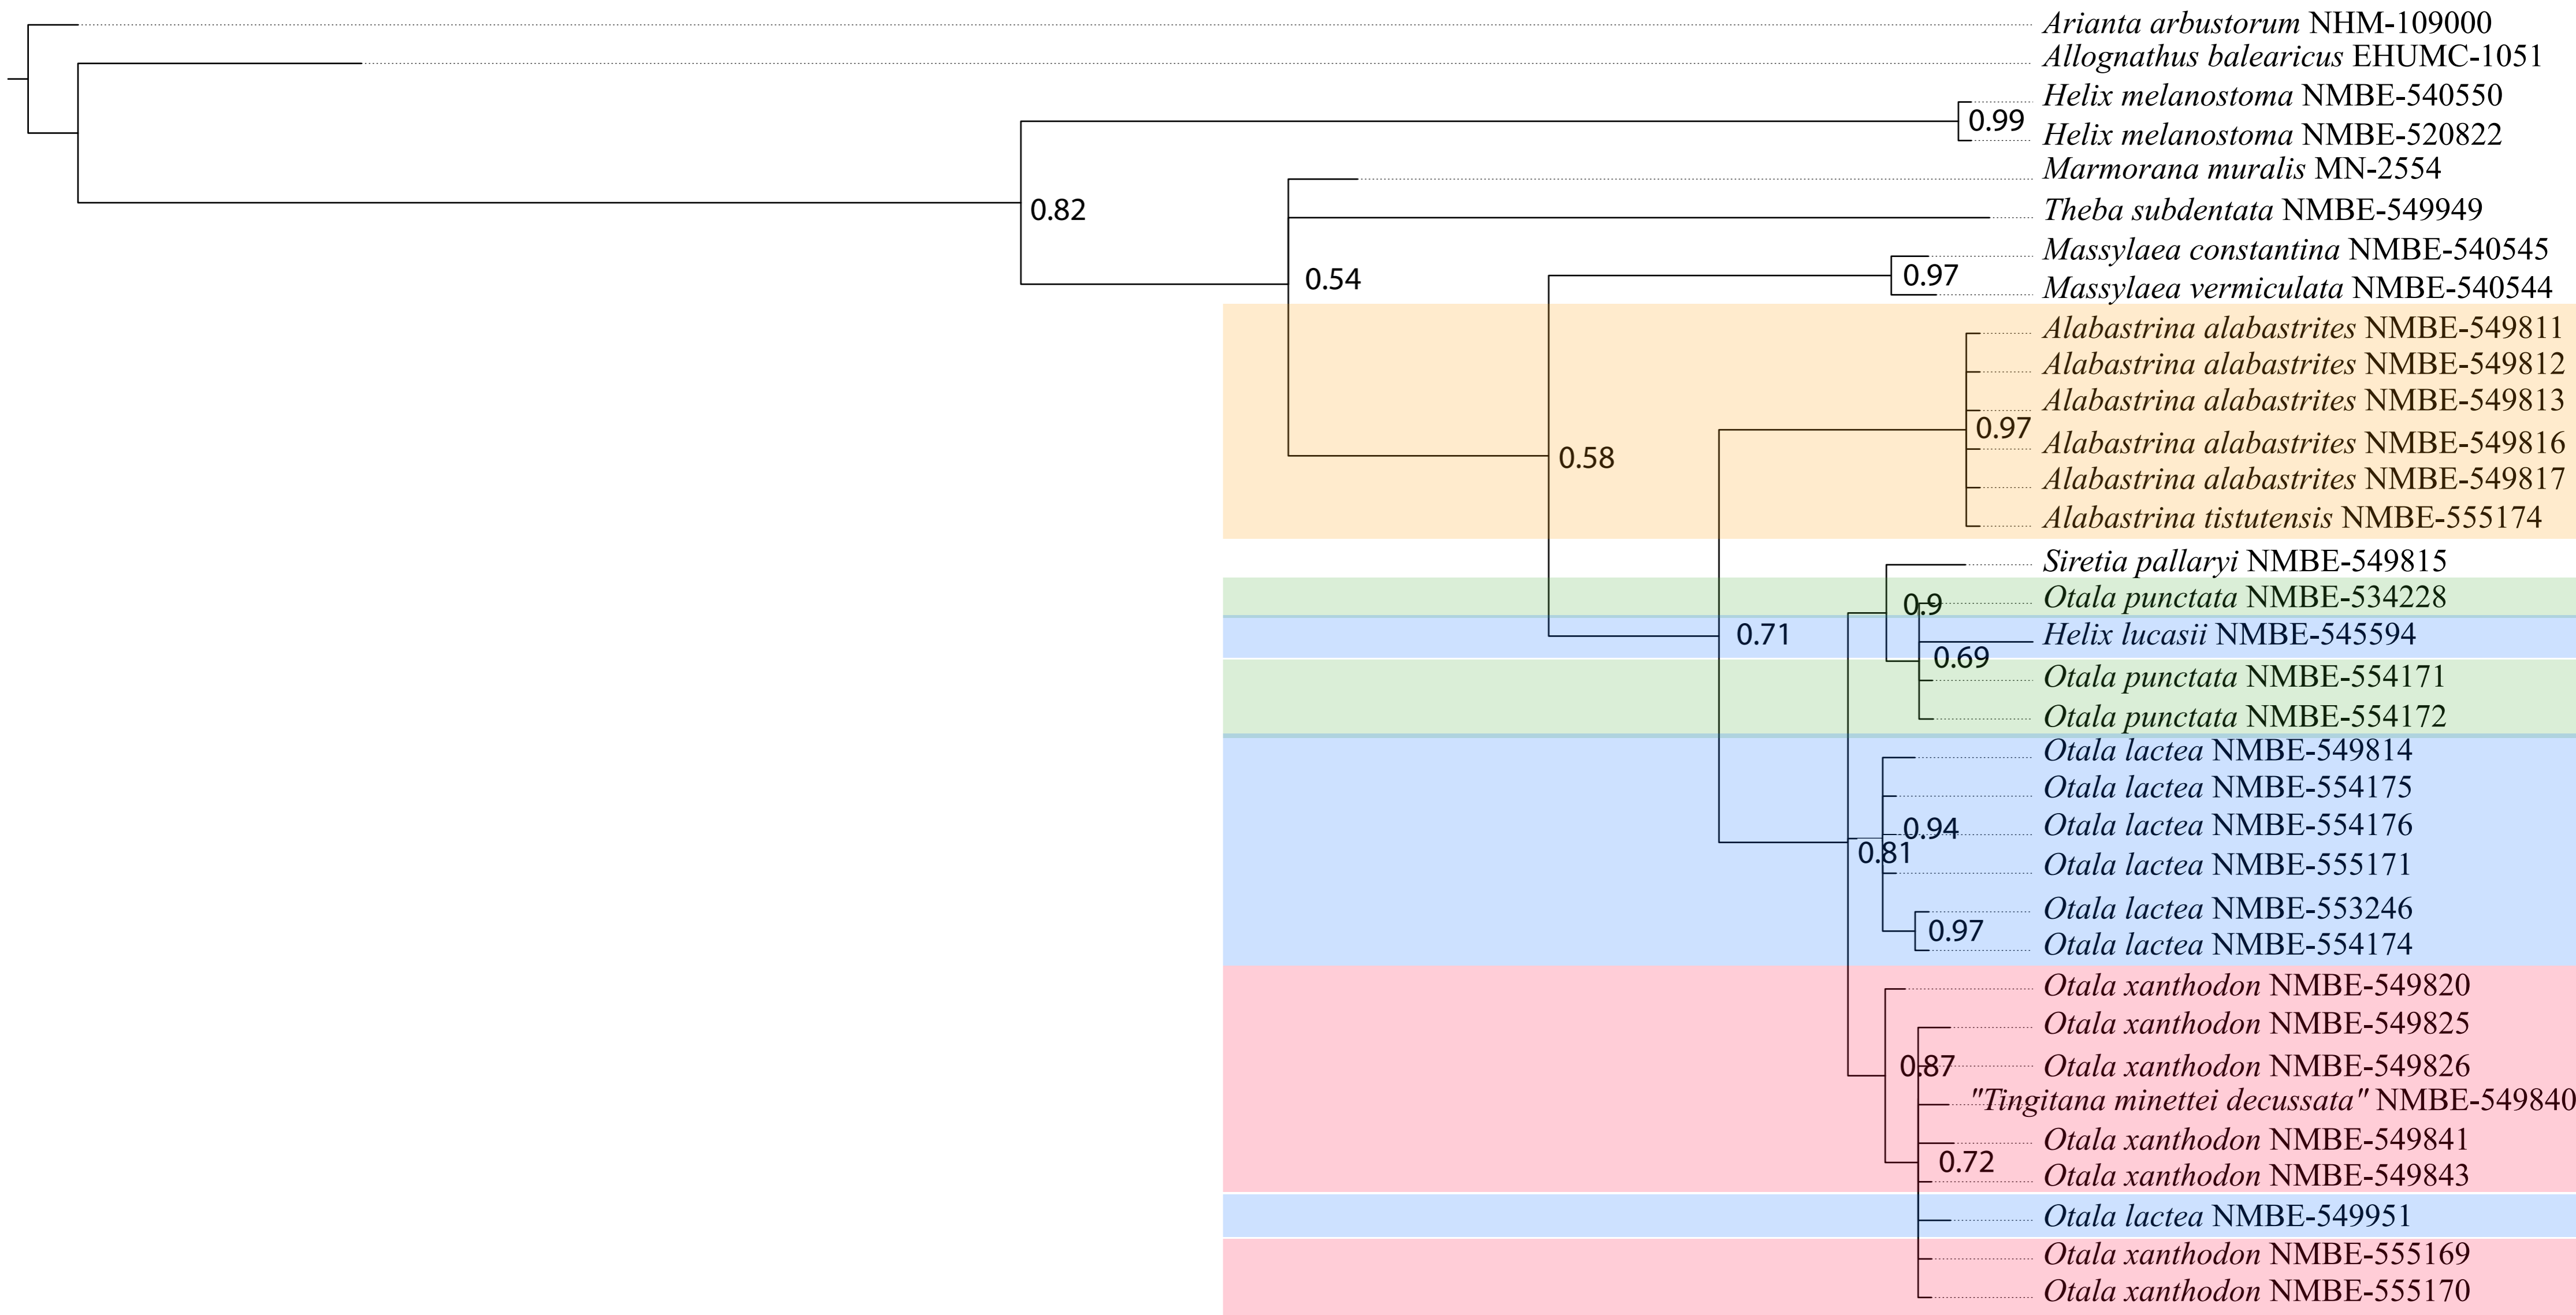 Arianta arbustorum NHM-109000
Allognathus balearicus EHUMC-1051
Helix melanostoma NMBE-540550
0.99
Helix melanostoma NMBE-520822
Marmorana muralis MN-2554
0.82
Theba subdentata NMBE-549949
Massylaea constantina NMBE-540545
0.54
0.97
Massylaea vermiculata NMBE-540544
Alabastrina alabastrites NMBE-549811
Alabastrina alabastrites NMBE-549812
Alabastrina alabastrites NMBE-549813
0.97
Alabastrina alabastrites NMBE-549816
0.58
Alabastrina alabastrites NMBE-549817
Alabastrina tistutensis NMBE-555174
Siretia pallaryi NMBE-549815
0.9
Otala punctata NMBE-534228
0.71
Helix lucasii NMBE-545594
0.69
Otala punctata NMBE-554171
Otala punctata NMBE-554172
Otala lactea NMBE-549814
Otala lactea NMBE-554175
0.94
Otala lactea NMBE-554176
0.81
Otala lactea NMBE-555171
Otala lactea NMBE-553246
0.97
Otala lactea NMBE-554174
Otala xanthodon NMBE-549820
Otala xanthodon NMBE-549825
0.87
Otala xanthodon NMBE-549826
"Tingitana minettei decussata" NMBE-549840
Otala xanthodon NMBE-549841
0.72
Otala xanthodon NMBE-549843
Otala lactea NMBE-549951
Otala xanthodon NMBE-555169
Otala xanthodon NMBE-555170